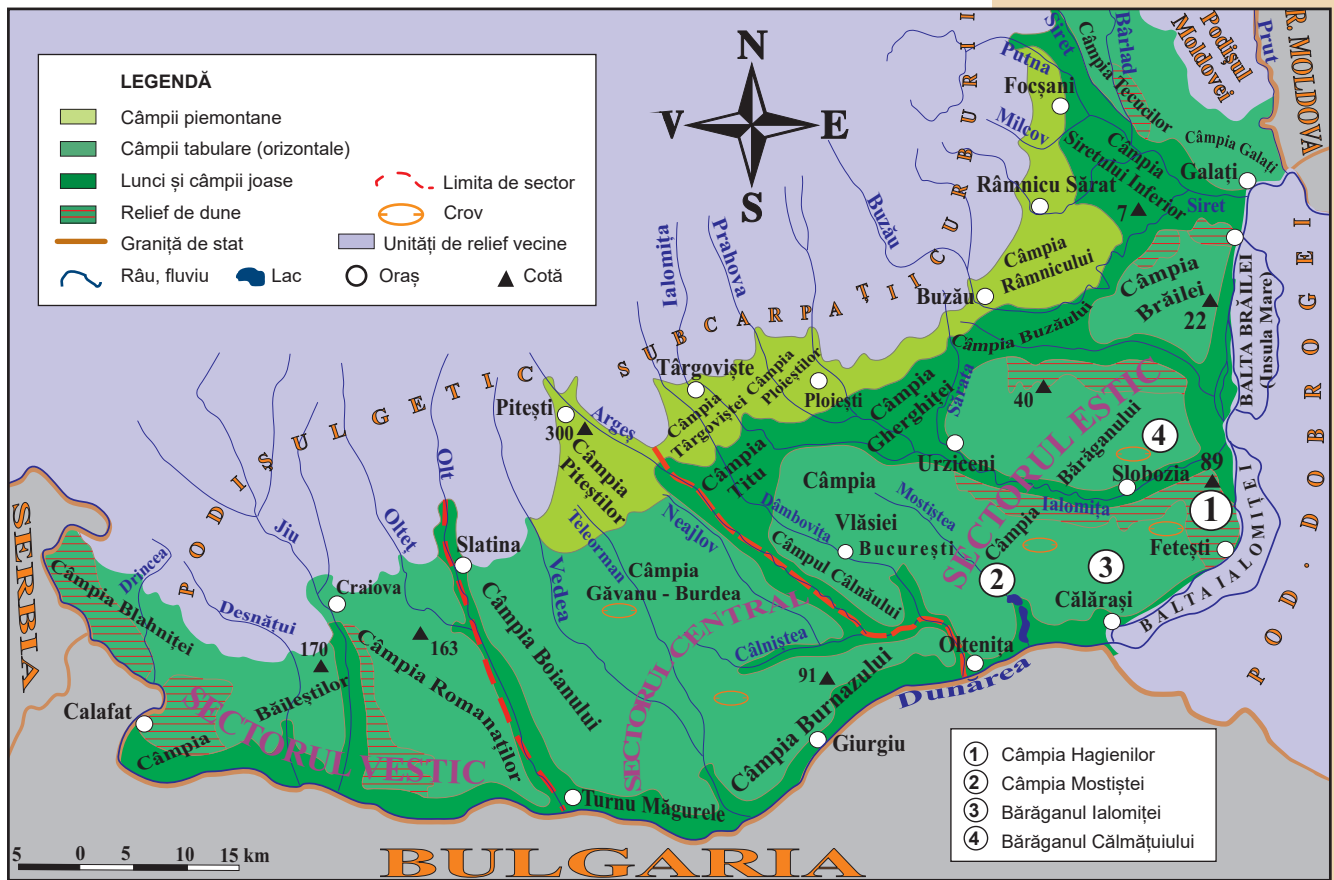 LEGENDĂ
Câmpii piemontane
Câmpii tabulare (orizontale)
Lunci și câmpii joase
Relief de dune
Graniță de stat
Râu, fluviu
Lac
Limita de sector
Crov
Unități de relief vecine
Oraș
Cotă
N
V
E
S
SUBCARPAȚII CURBURII
PODIȘUL GETIC
Podișul
Moldovei
R. MOLDOVA
Prut
Siret
Bârlad
Putna
Focșani
Câmpia Tecucilor
Milcov
Câmpia
Siretului Inferior
Câmpia Galați
Galați
Râmnicu Sărat
7
Siret
Buzău
Câmpia
Râmnicului
Buzău
Câmpia
Brăilei
22
BALTA BRĂILEI
(Insula Mare)
POD. DOBROGEI
Ialomița
Prahova
Câmpia Buzăului
Târgoviște
Câmpia
Târgoviștei
Câmpia
Ploieștilor
Ploiești
Câmpia
Gherghiței
Sărata
40
SECTORUL ESTIC
Câmpia
Bărăganului
4
Slobozia
89
1
Urziceni
Ialomița
Fetești
BALTA IALOMIȚEI
Pitești
300
Argeș
Câmpia
Piteștilor
Câmpia
Titu
Câmpia
Vlăsiei
Dâmbovița
Mostiștea
București
Câmpul Câlnăului
2
3
Călărași
Oltenița
Dunărea
Olt
Olteț
Jiu
Slatina
Teleorman
Vedea
Neajlov
Câmpia
Găvanu - Burdea
SECTORUL CENTRAL
Câlniștea
91
Câmpia Burnazului
Giurgiu
Câmpia Boianului
Turnu Măgurele
SERBIA
Drincea
Desnățui
Craiova
Câmpia Blahniței
170
163
Câmpia Romanaților
Calafat
Câmpia
Băileștilor
SECTORUL VESTIC
5 0 5 10 15 km
BULGARIA
1 Câmpia Hagienilor
2 Câmpia Mostiștei
3 Bărăganul Ialomiței
4 Bărăganul Călmățuiului